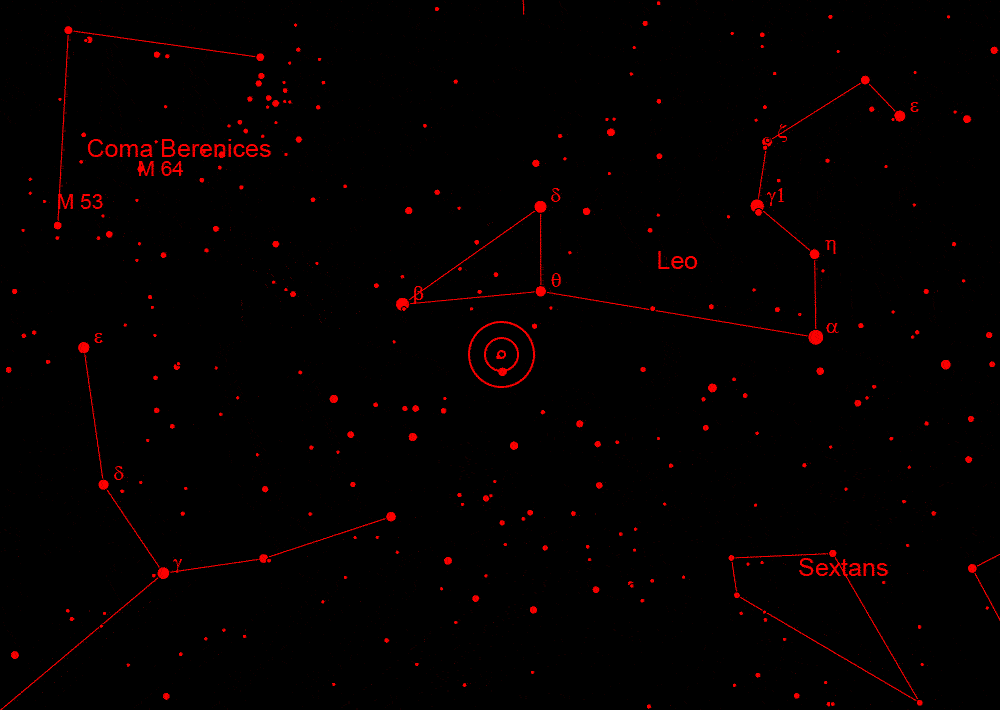 ε
ξ
Coma Berenices
M 64
δ
γ1
M 53
η
Leo
θ
β
α
ε
δ
γ
Sextans